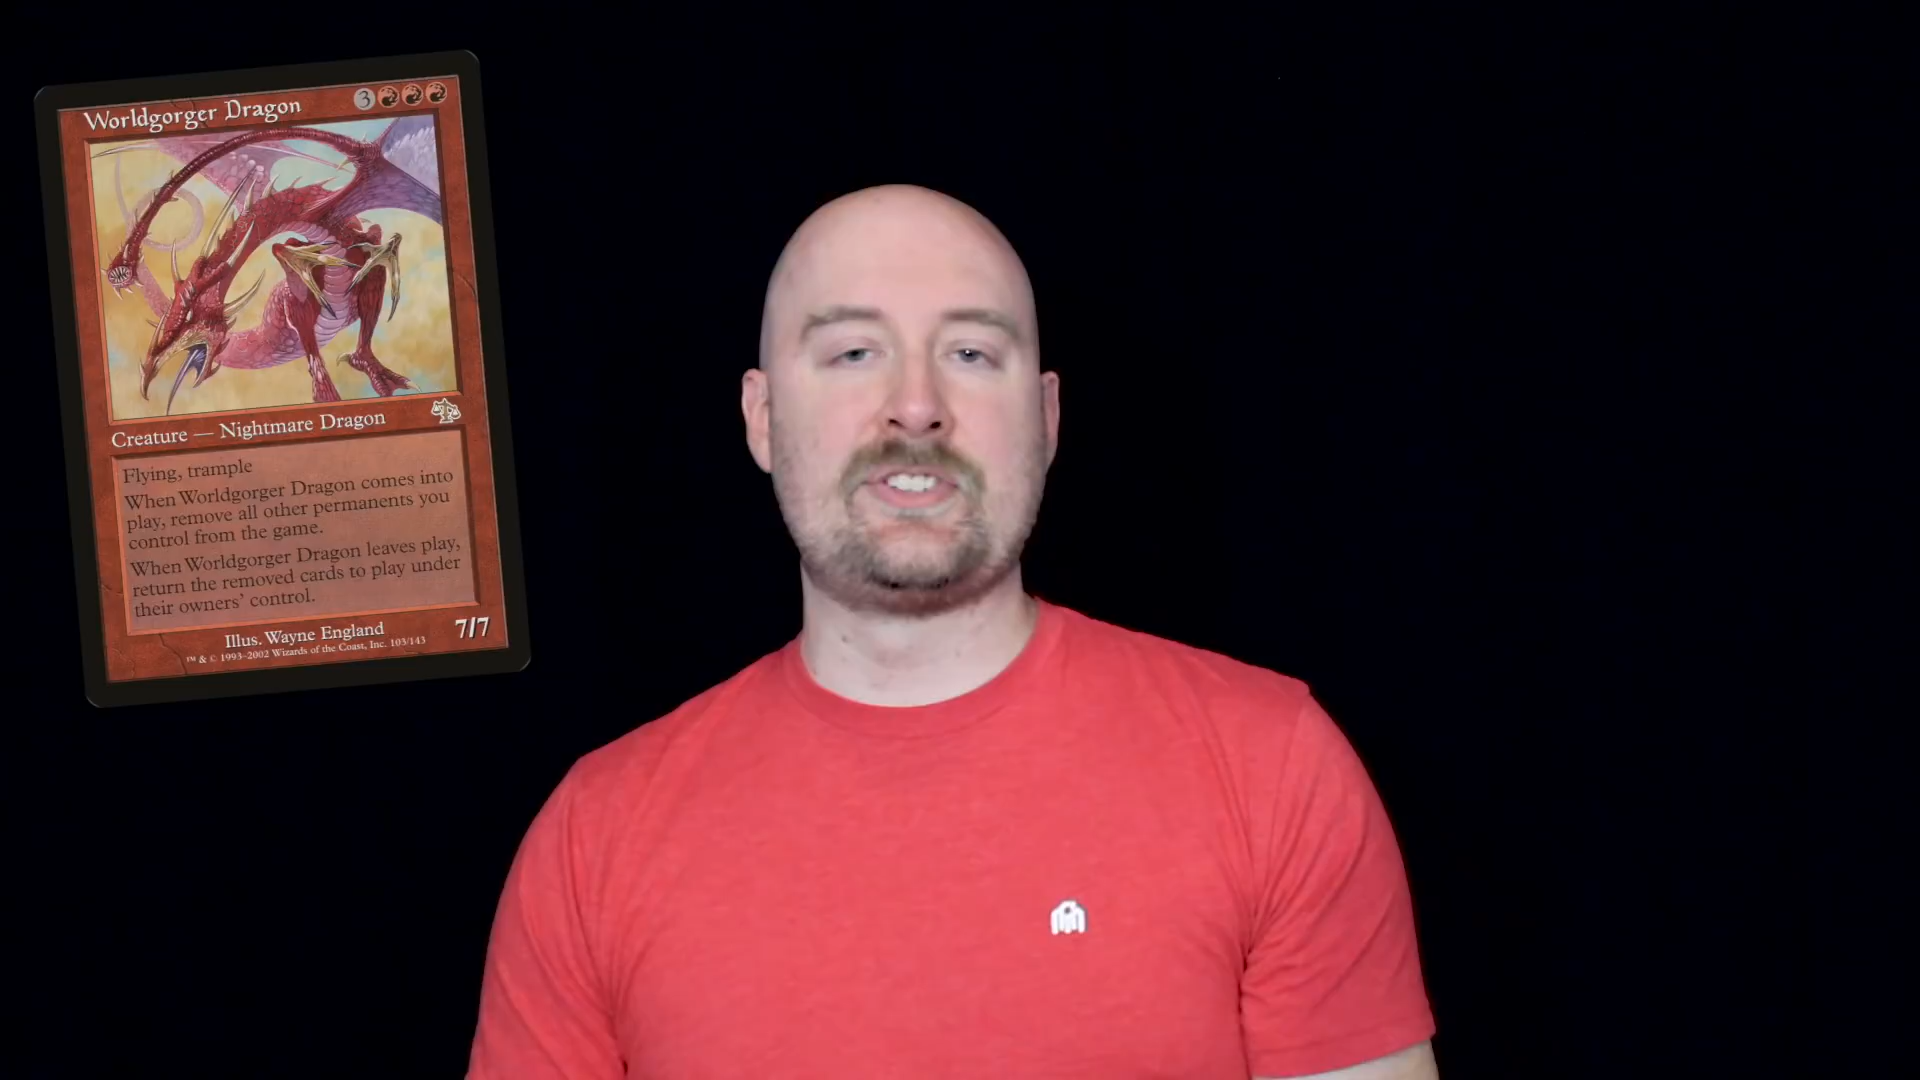 Worldgorger Dragon 3
Creature — Nightmare Dragon
Flying, trample
When Worldgorger Dragon comes into
play, remove all other permanents you
control from the game.
When Worldgorger Dragon leaves play,
return the removed cards to play under
their owners' control.
Illus. Wayne England
7/7
™ & © 1993–2002 Wizards of the Coast, Inc. 103/143